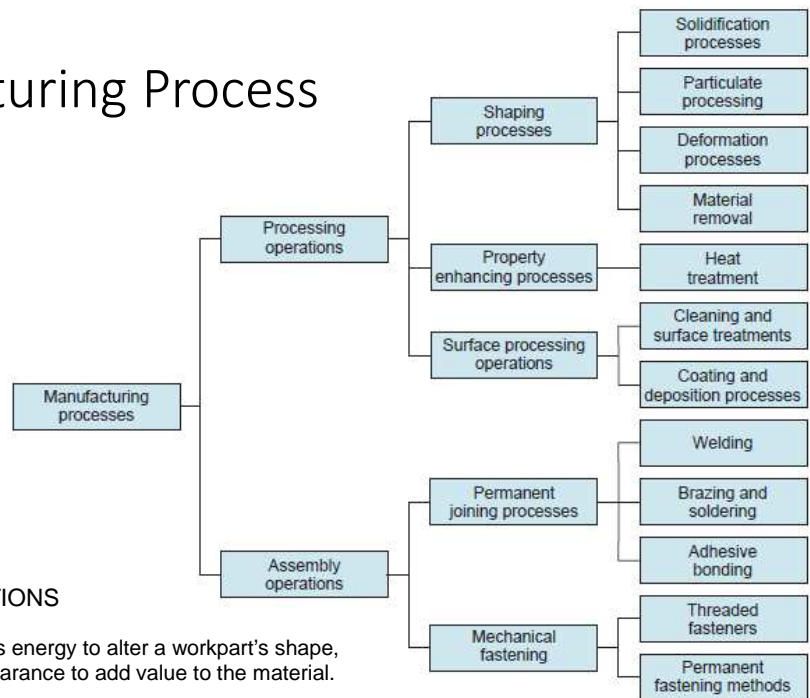 turing Process
Solidification
processes
Particulate
processing
Shaping
processes
Deformation
processes
Material
removal
Processing
operations
Property
enhancing processes
Heat
treatment
Cleaning and
surface treatments
Surface processing
operations
Coating and
deposition processes
Manufacturing
processes
Welding
Permanent
joining processes
Brazing and
soldering
Adhesive
bonding
Assembly
operations
Threaded
fasteners
Mechanical
fastening
Permanent
fastening methods
TIONS
s energy to alter a workpart's shape,
arance to add value to the material.